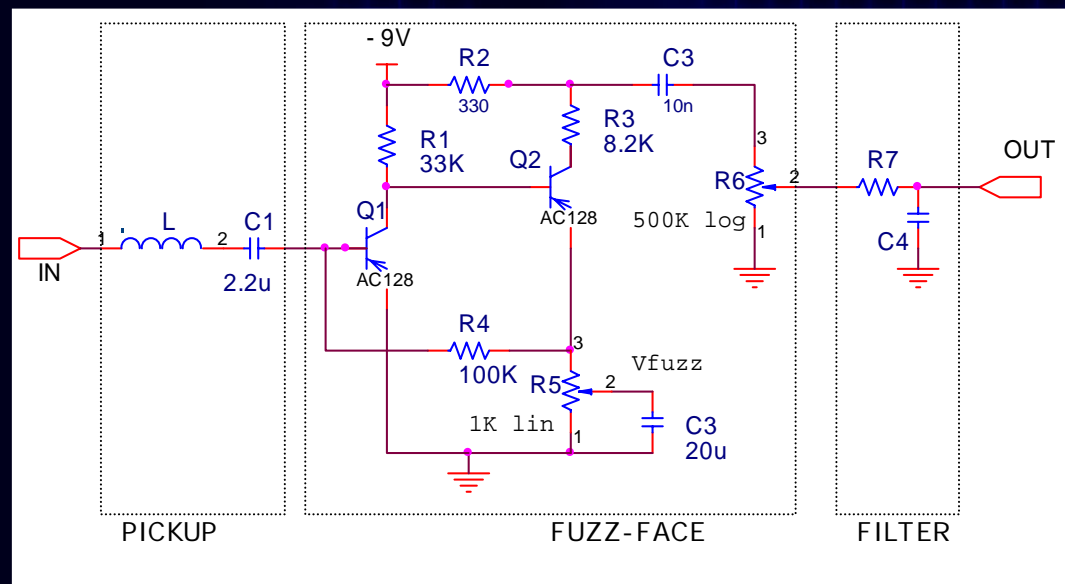 - 9V
R2
330
C3
10n
R1
33K
R3
8.2K
Q2
AC128
3
R6
2
500K log
1
R7
OUT
C4
IN
1
L
2
C1
2.2u
Q1
AC128
R4
100K
3
R5
2
Vfuzz
1K lin
1
C3
20u
PICKUP
FUZZ-FACE
FILTER